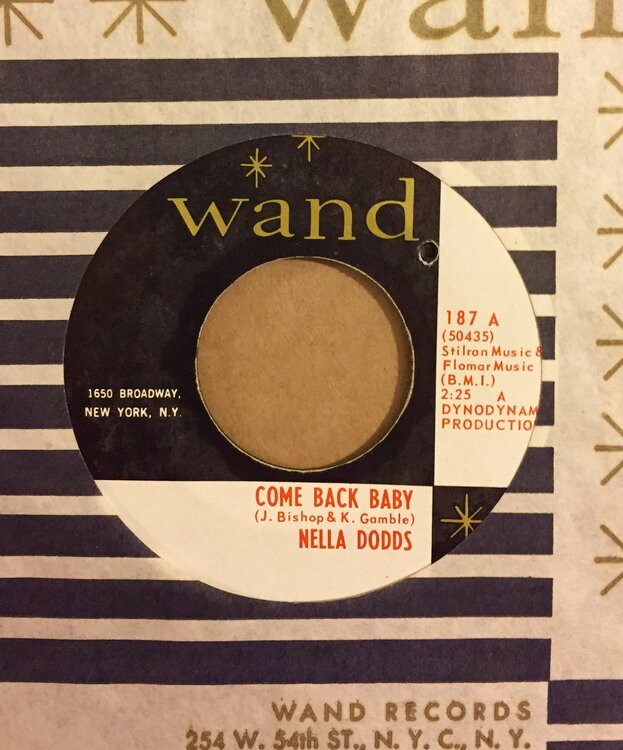 wand
wand
1650 BROADWAY,
NEW YORK, N.Y.
187 A
(50435)
Stilran Music &
Flomar Music
(B.M.I.)
2:25 A
DYNODYNAM
PRODUCTIO
COME BACK BABY
(J. Bishop & K. Gamble)
NELLA DODDS
WAND RECORDS
254 W. 54th ST., N. Y. C., N. Y.